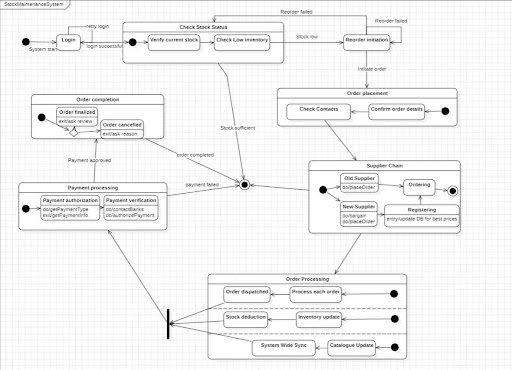 StockMaintenanceSystem
Reorder failed
retry login
Check Stock Status
Reorder failed
Login
Verify current stock
Check Low inventory
Stock low
Reorder initiation
System start
login successful
Initiate order
Order completion
Order placement
Order finalized
exit/ask review
Check Contacts
Confirm order details
Order cancelled
exit/ask reason
Stock sufficient
order completed
Payment approved
Supplier Chain
Payment processing
payment failed
Old Supplier
do/placeOrder
Ordering
Payment authorization
do/getPaymentType
exit/getPaymentInfo
Payment verification
do/contactBanks
do/authorizePayment
New Supplier
do/bargain
do/placeOrder
Registering
entry/update DB for best prices
Order Processing
Order dispatched
Process each order
Stock deduction
Inventory update
System Wide Sync
Catalogue Update